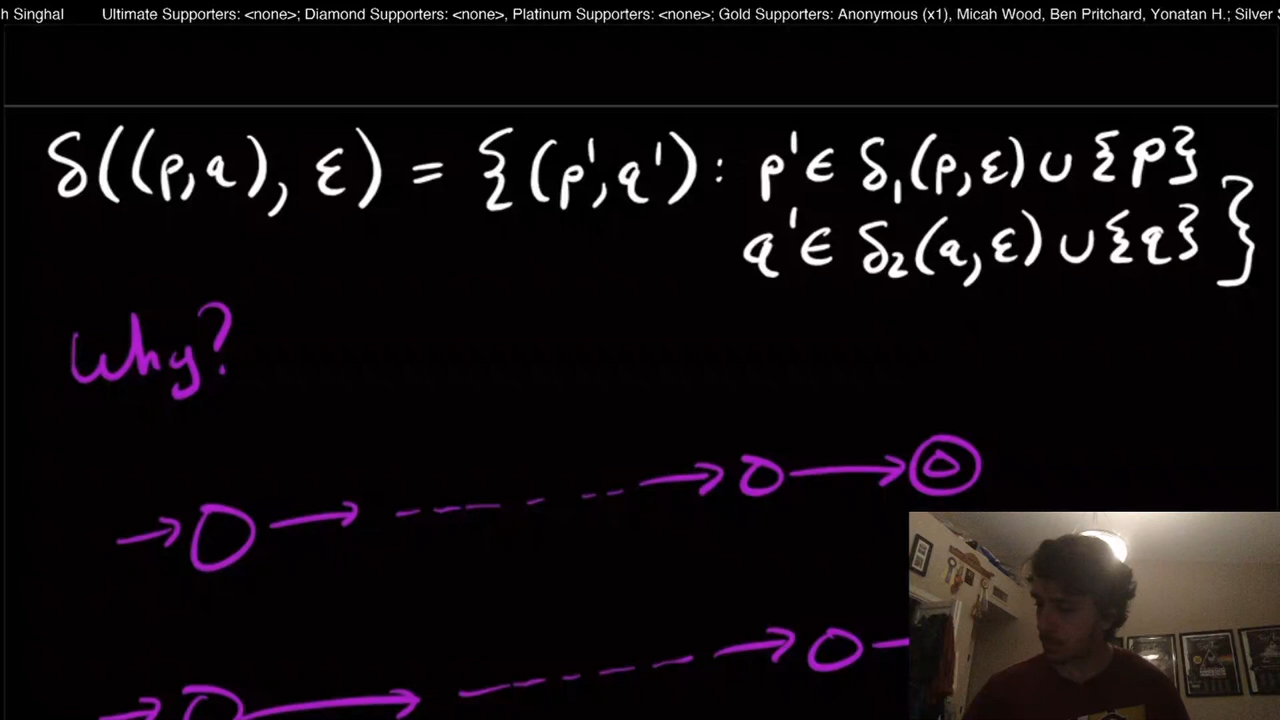 h Singhal Ultimate Supporters: <none>; Diamond Supporters: <none>, Platinum Supporters: <none>; Gold Supporters: Anonymous (x1), Micah Wood, Ben Pritchard, Yonatan H.; Silver
δ((p,q), ε) = {(p',q') : p' ∈ δ₁(p,ε) ∪ {p}
q' ∈ δ₂(q,ε) ∪ {q} }
Why?